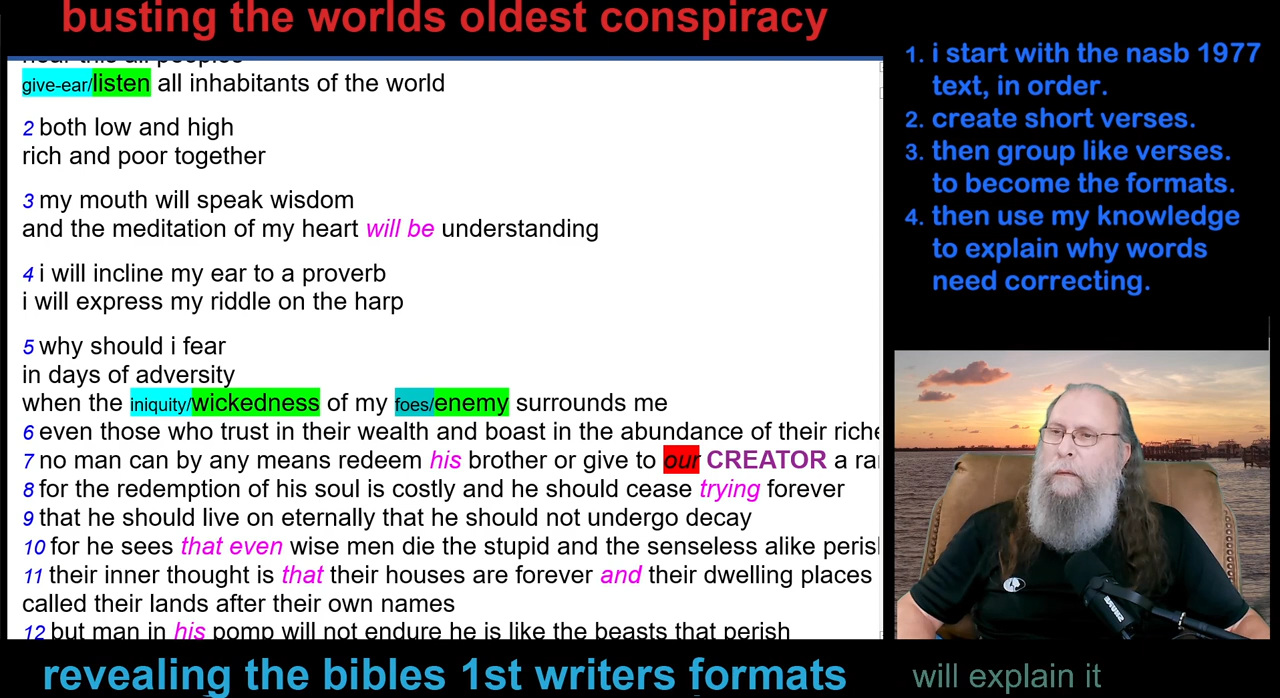 busting the worlds oldest conspiracy
hear this all peoples
give-ear/listen all inhabitants of the world
2 both low and high
rich and poor together
3 my mouth will speak wisdom
and the meditation of my heart will be understanding
4 i will incline my ear to a proverb
i will express my riddle on the harp
5 why should i fear
in days of adversity
when the iniquity/wickedness of my foes/enemy surrounds me
6 even those who trust in their wealth and boast in the abundance of their riche
7 no man can by any means redeem his brother or give to our CREATOR a ra
8 for the redemption of his soul is costly and he should cease trying forever
9 that he should live on eternally that he should not undergo decay
10 for he sees that even wise men die the stupid and the senseless alike peris
11 their inner thought is that their houses are forever and their dwelling places
called their lands after their own names
12 but man in his pomp will not endure he is like the beasts that perish
revealing the bibles 1st writers formats
1. i start with the nasb 1977
text, in order.
2. create short verses.
3. then group like verses.
to become the formats.
4. then use my knowledge
to explain why words
need correcting.
will explain it